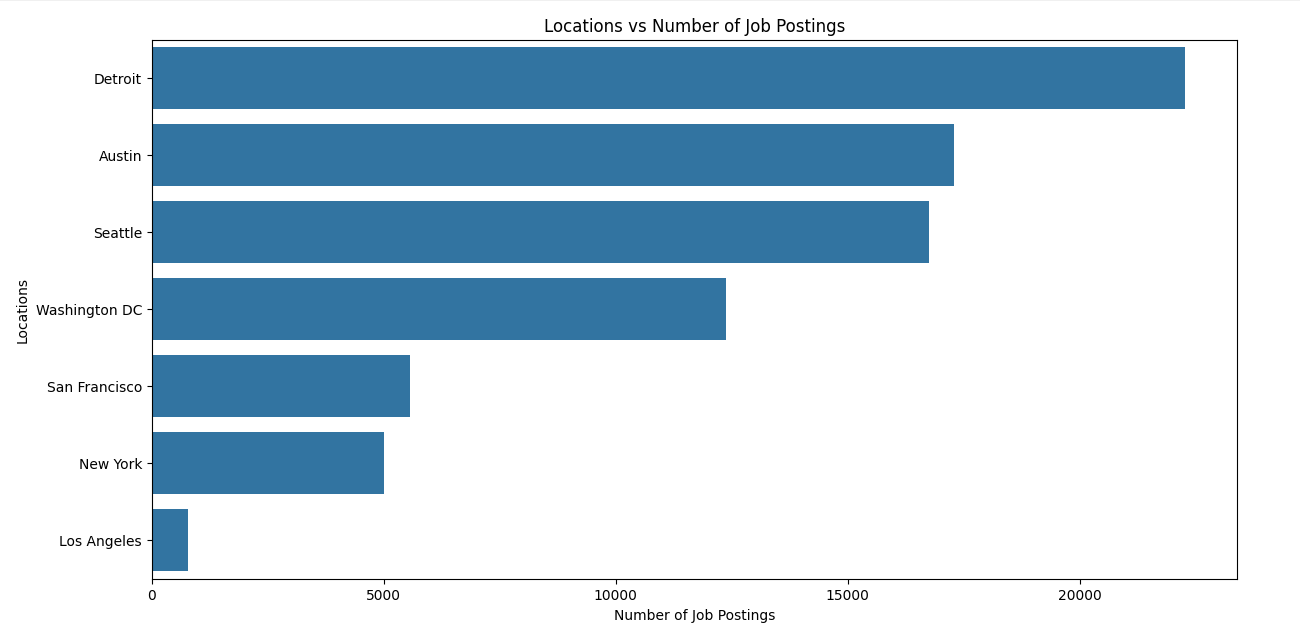 Locations vs Number of Job Postings
Detroit
Austin
Seattle
Washington DC
San Francisco
New York
Los Angeles
Locations
0 5000 10000 15000 20000
Number of Job Postings